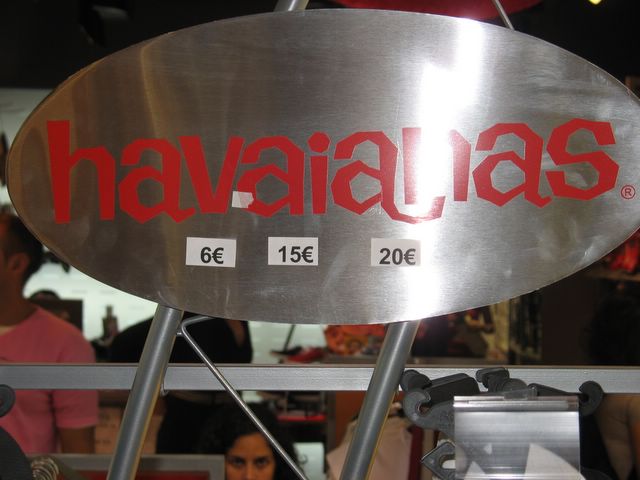 havaianas®
6€ 15€ 20€